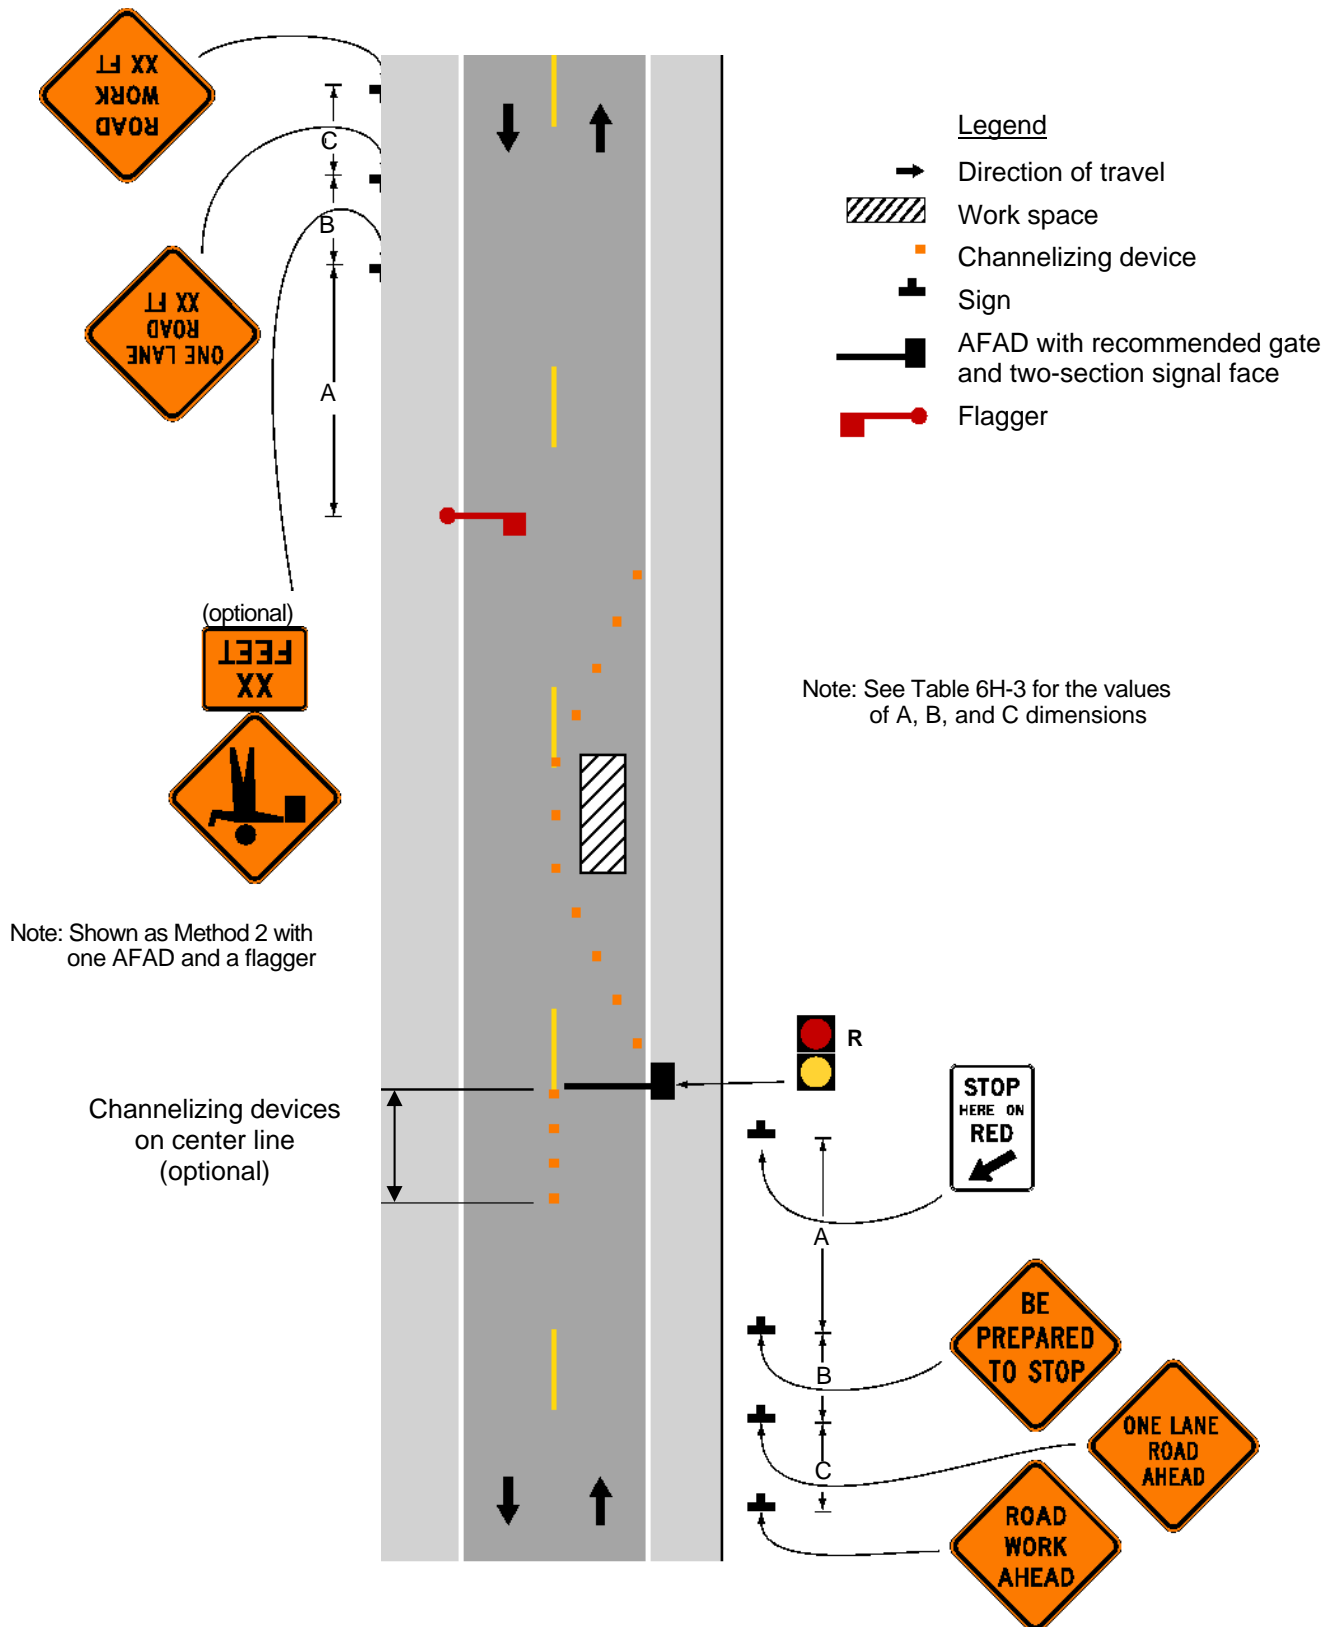 ROAD
WORK
XX FT
C
B
ONE LANE
ROAD
XX FT
A
(optional)
XX
FEET
Note: Shown as Method 2 with
one AFAD and a flagger
Channelizing devices
on center line
(optional)
Legend
Direction of travel
Work space
Channelizing device
Sign
AFAD with recommended gate
and two-section signal face
Flagger
Note: See Table 6H-3 for the values
of A, B, and C dimensions
R
STOP
HERE ON
RED
A
BE
PREPARED
TO STOP
B
ONE LANE
ROAD
AHEAD
C
ROAD
WORK
AHEAD